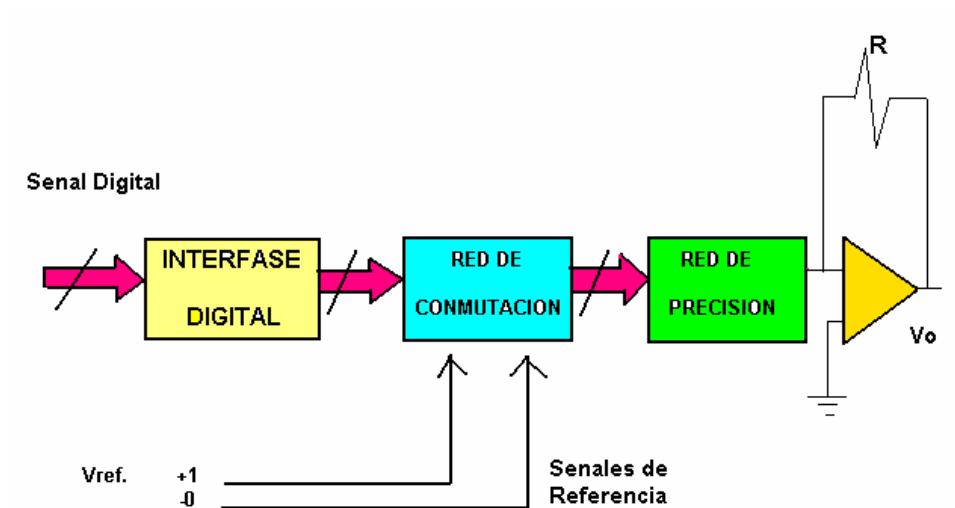 R
Senal Digital
INTERFASE
DIGITAL
RED DE
CONMUTACION
RED DE
PRECISION
Vo
Vref. +1
-0
Senales de
Referencia